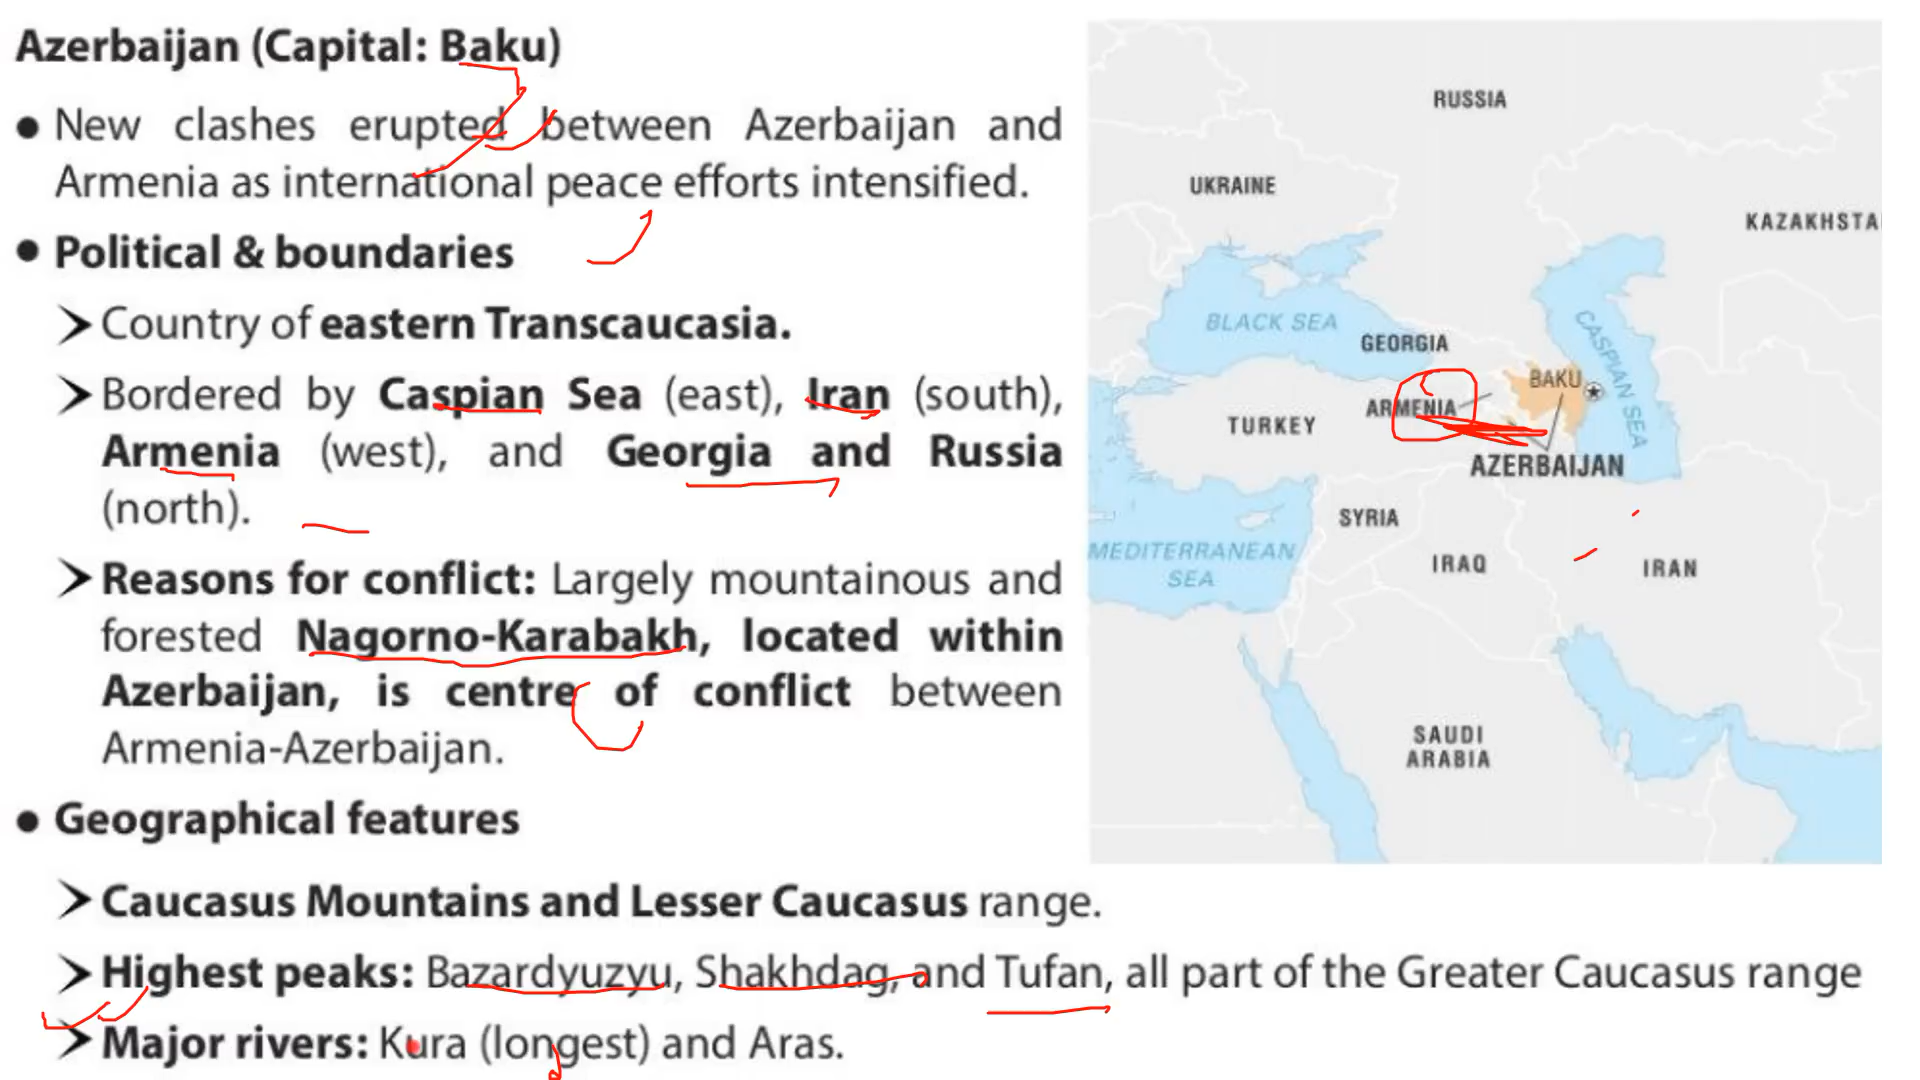 Azerbaijan (Capital: Baku)
● New clashes erupted between Azerbaijan and
Armenia as international peace efforts intensified.
● Political & boundaries
➢ Country of eastern Transcaucasia.
➢ Bordered by Caspian Sea (east), Iran (south),
Armenia (west), and Georgia and Russia
(north).
➢ Reasons for conflict: Largely mountainous and
forested Nagorno-Karabakh, located within
Azerbaijan, is centre of conflict between
Armenia-Azerbaijan.
● Geographical features
➢ Caucasus Mountains and Lesser Caucasus range.
➢ Highest peaks: Bazardyuzyu, Shakhdag, and Tufan, all part of the Greater Caucasus range
➢ Major rivers: Kura (longest) and Aras.
RUSSIA
UKRAINE
KAZAKHSTA
BLACK SEA
GEORGIA
CASPIAN SEA
BAKU
ARMENIA
TURKEY
AZERBAIJAN
SYRIA
MEDITERRANEAN
SEA
IRAQ
IRAN
SAUDI
ARABIA